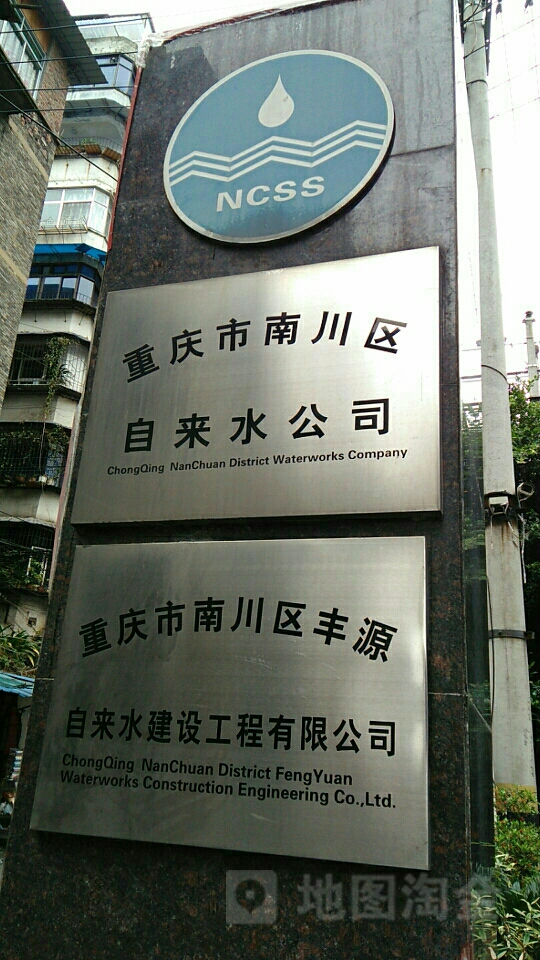 NCSS
重庆市南川区
自来水公司
ChongQing NanChuan District Waterworks Company
重庆市南川区丰源
自来水建设工程有限公司
ChongQing NanChuan District FengYuan
Waterworks Construction Engineering Co.,Ltd.
地图淘金